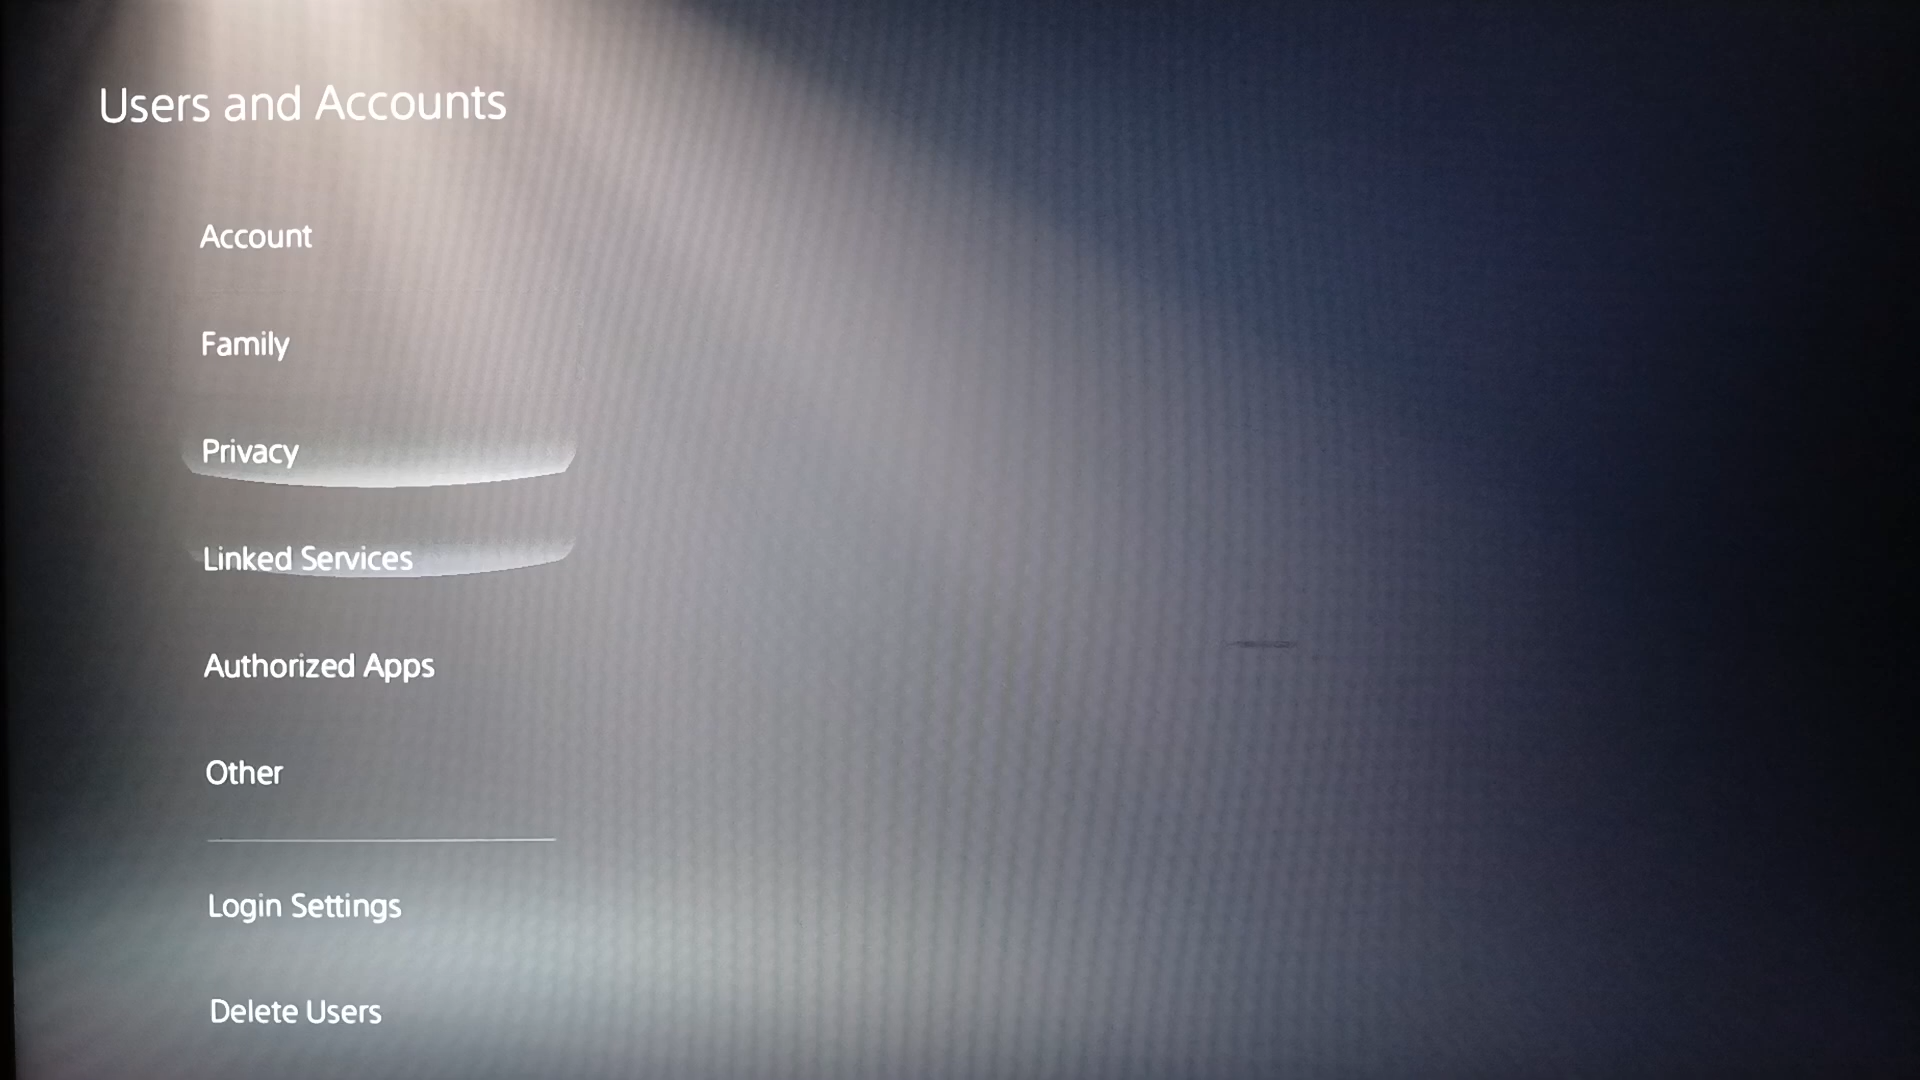 Users and Accounts
Account
Family
Privacy
Linked Services
Authorized Apps
Other
Login Settings
Delete Users